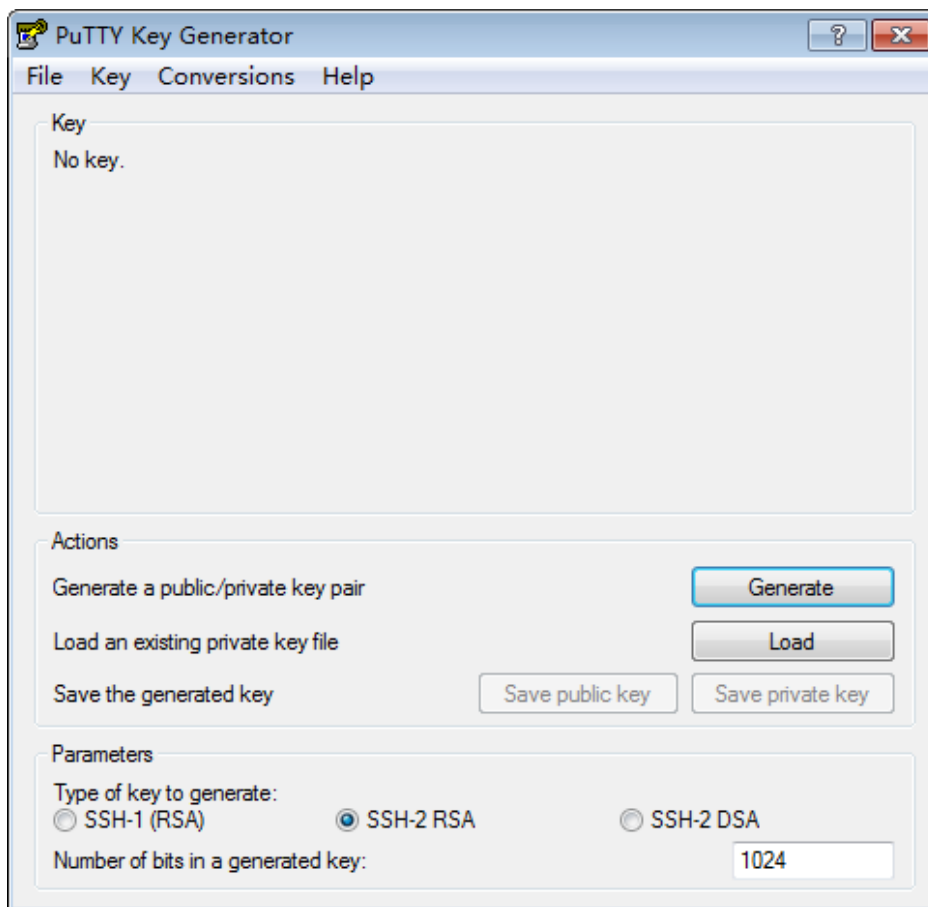 PuTTY Key Generator
File Key Conversions Help
Key
No key.
Actions
Generate a public/private key pair
Generate
Load an existing private key file
Load
Save the generated key
Save public key
Save private key
Parameters
Type of key to generate:
SSH-1 (RSA)
SSH-2 RSA
SSH-2 DSA
Number of bits in a generated key:
1024